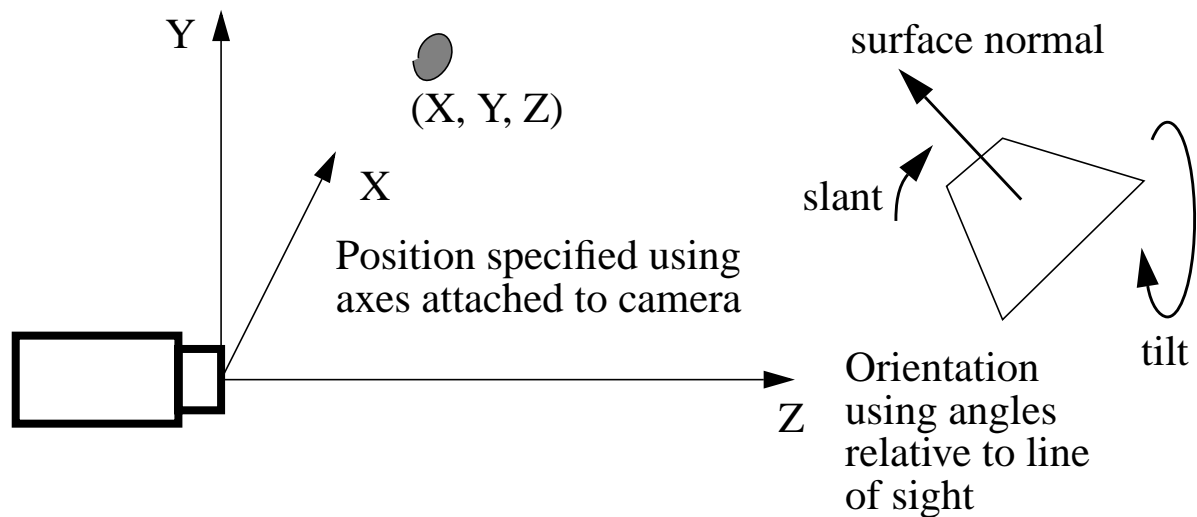 Y
(X, Y, Z)
X
Position specified using
axes attached to camera
Z
surface normal
slant
tilt
Orientation
using angles
relative to line
of sight